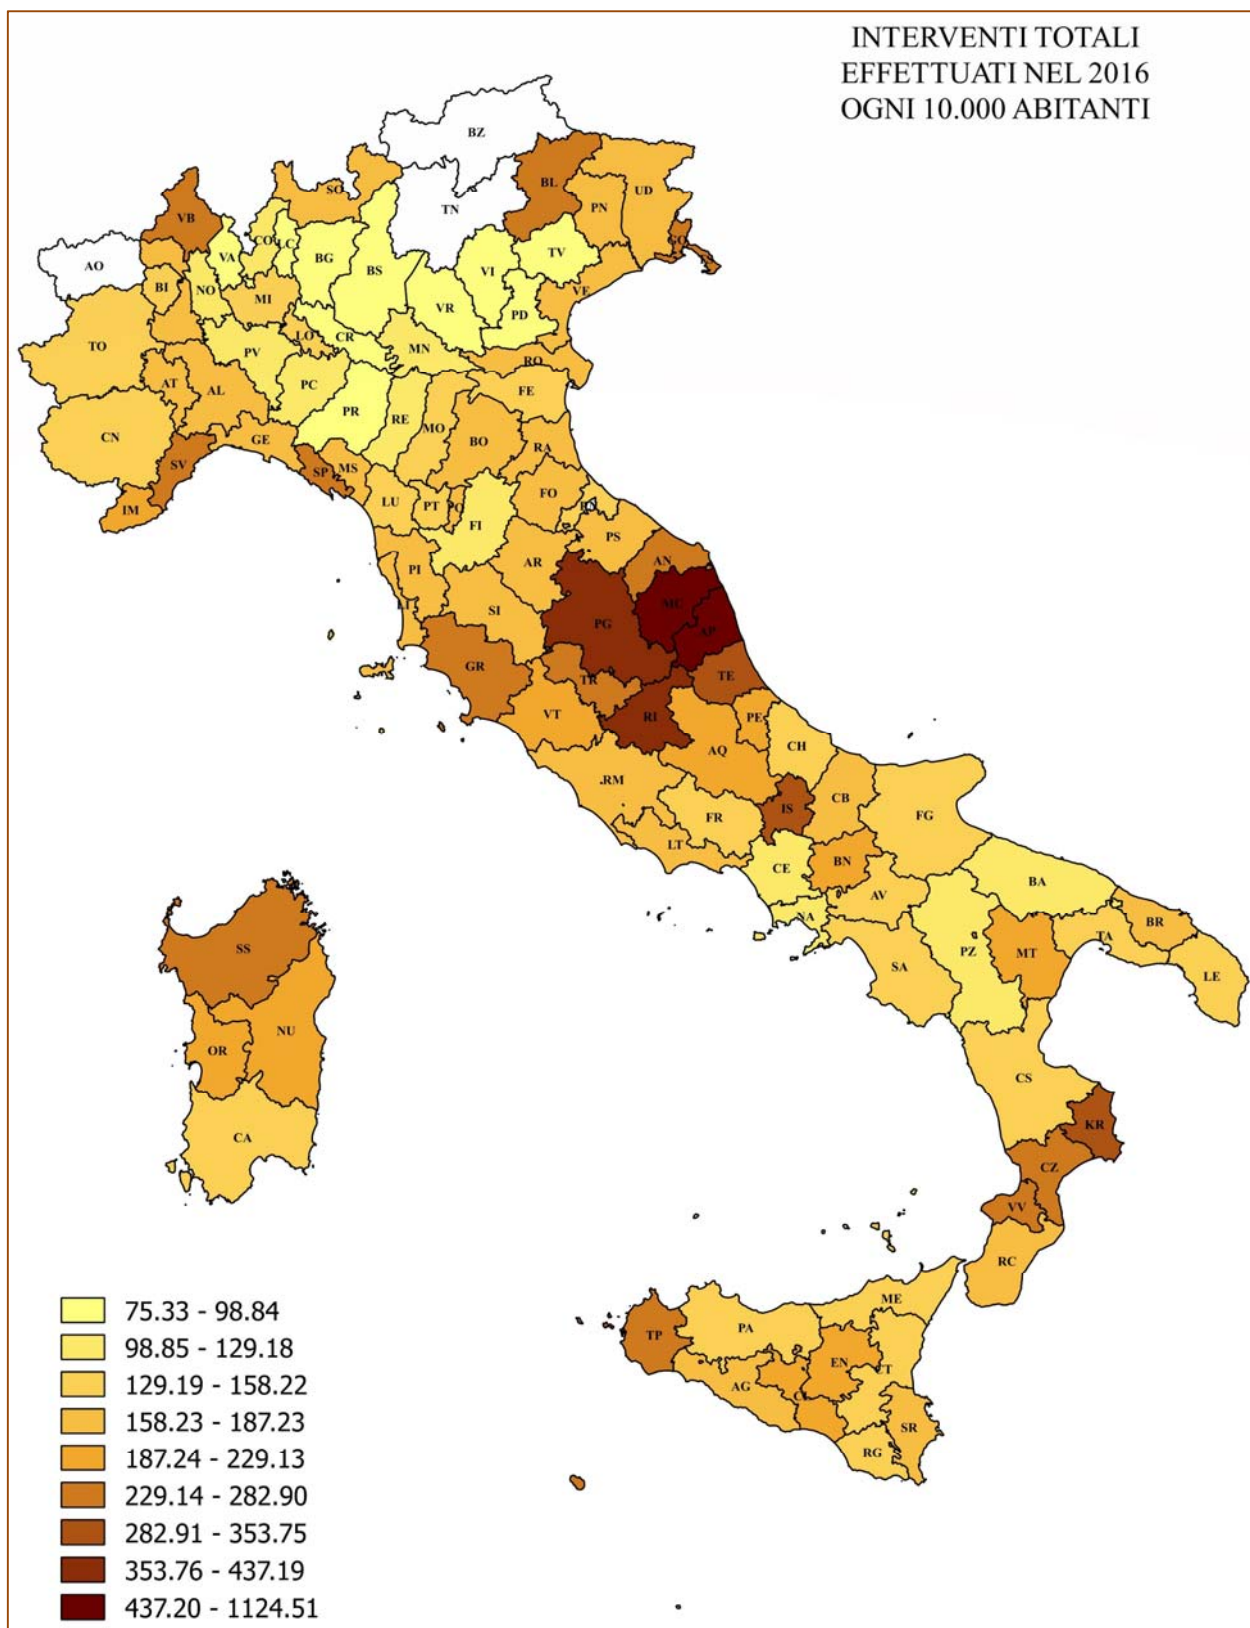 INTERVENTI TOTALI
EFFETTUATI NEL 2016
OGNI 10.000 ABITANTI
BZ
BL
UD
SO
TN
PN
VB
GO
CO
LC
VA
TV
AO
BG
BS
VI
BI
NO
MI
VE
VR
PD
TO
LO
CR
PV
MN
RO
AT
PC
AL
FE
PR
RE
CN
MO
GE
BO
RA
SV
SP
MS
LU
PT
FO
IM
FI
PS
AR
AN
PI
MC
SI
PG
AP
GR
TR
TE
VT
RI
PE
AQ
CH
RM
CB
IS
FR
FG
LT
BN
CE
BA
AV
NA
BR
TA
SS
PZ
MT
SA
LE
NU
OR
CS
KR
CA
CZ
VV
RC
ME
PA
TP
EN
CT
AG
CL
SR
RG
75.33 - 98.84
98.85 - 129.18
129.19 - 158.22
158.23 - 187.23
187.24 - 229.13
229.14 - 282.90
282.91 - 353.75
353.76 - 437.19
437.20 - 1124.51